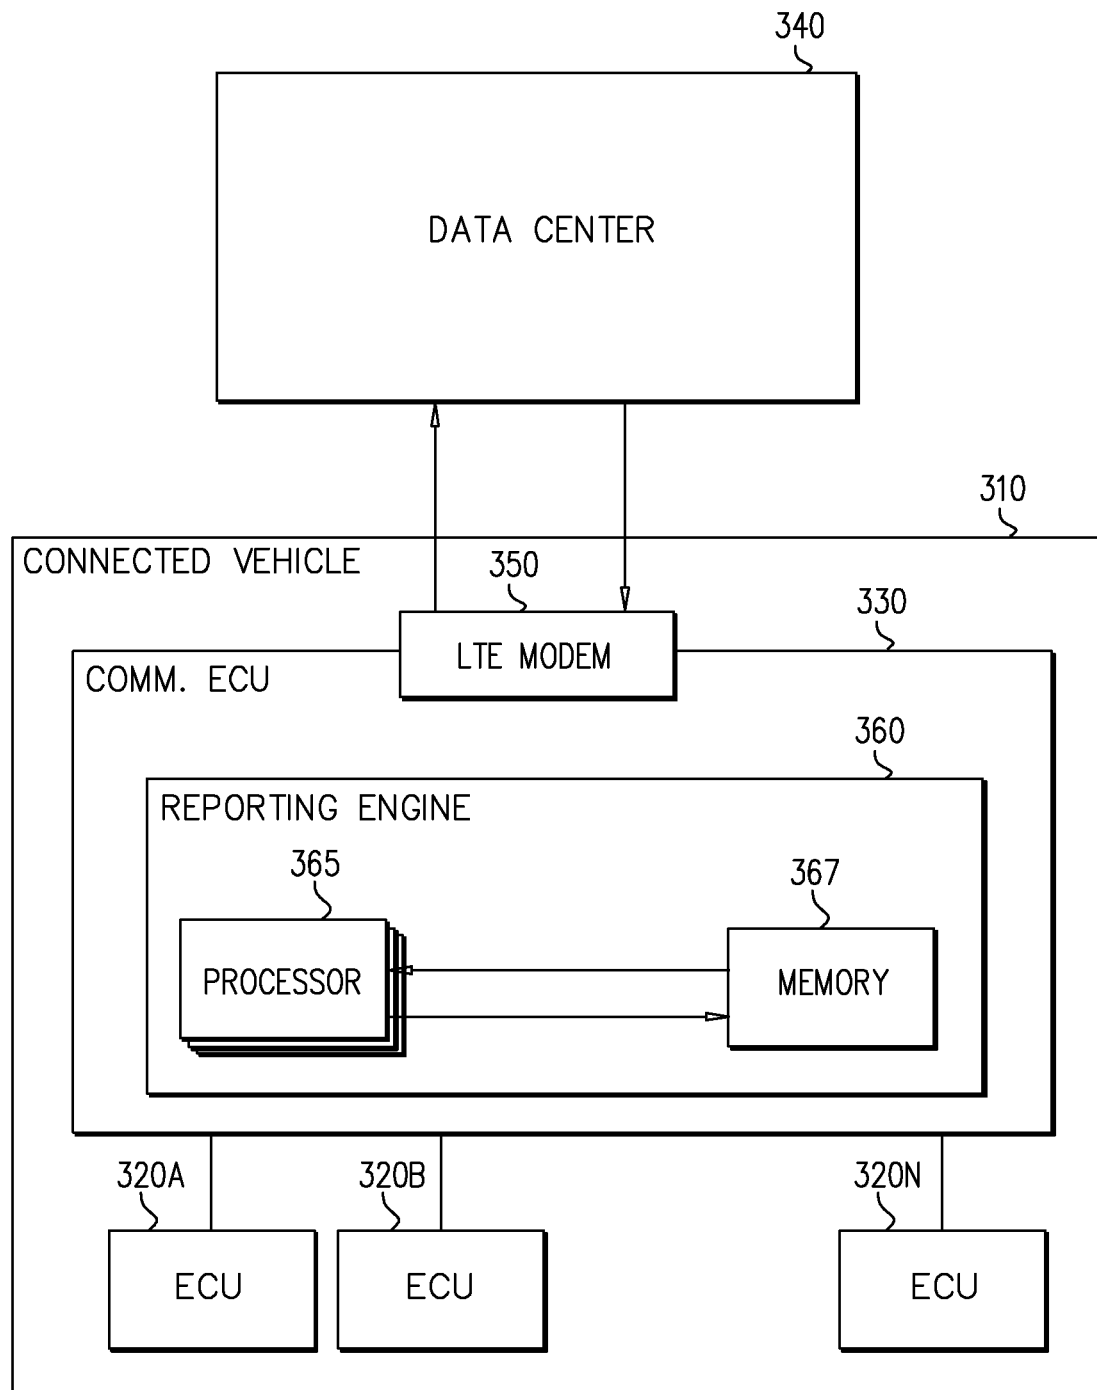 340
DATA CENTER
310
CONNECTED VEHICLE
350
330
LTE MODEM
COMM. ECU
360
REPORTING ENGINE
365
367
PROCESSOR
MEMORY
320A
320B
320N
ECU
ECU
ECU